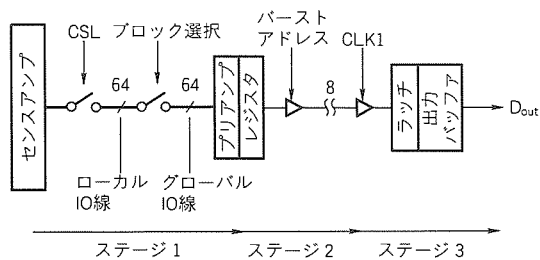 CSL
ブロック選択
バースト
アドレス
CLK1
センスアンプ
64
64
プリアンプ
レジスタ
8
ラッチ
出力
バッファ
Dout
ローカル
IO線
グローバル
IO線
ステージ1
ステージ2
ステージ3